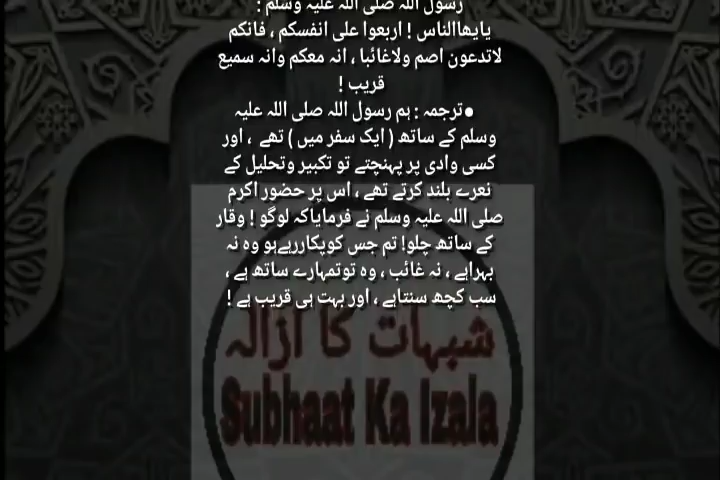 رسول اللہ صلی اللہ علیہ وسلم :
یایھاالناس ! اربعوا علی انفسکم ، فانکم
لاتدعون اصم ولاغائبا ، انہ معکم وانہ سمیع
قریب !
●ترجمہ : ہم رسول اللہ صلی اللہ علیہ
وسلم کے ساتھ ( ایک سفر میں ) تھے ، اور
کسی وادی پر پہنچتے تو تکبیر وتحلیل کے
نعرے بلند کرتے تھے ، اس پر حضور اکرم
صلی اللہ علیہ وسلم نے فرمایاکہ لوگو ! وقار
کے ساتھ چلو! تم جس کوپکاررہےہو وہ نہ
بہراہے ، نہ غائب ، وہ توتمہارے ساتھ ہے ،
سب کچھ سنتاہے ، اور بہت ہی قریب ہے !
شبہات کا ازالہ
Subhaat Ka Izala